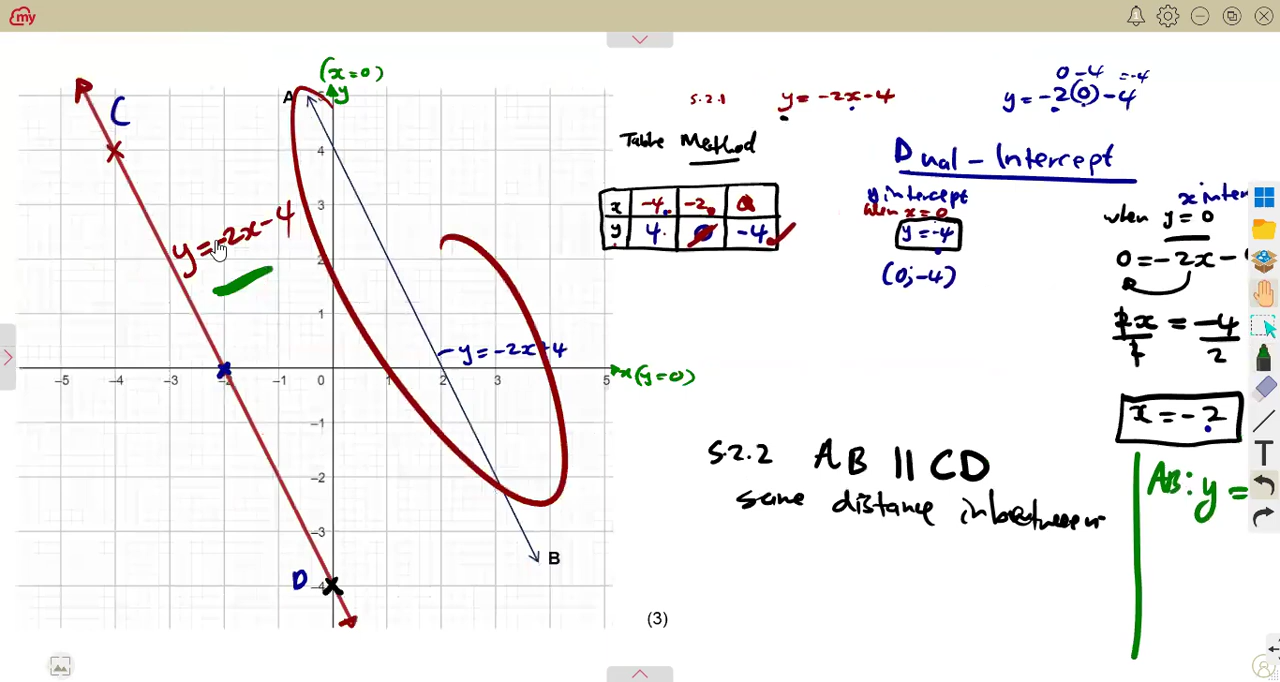 my
(x=0)
y
A
C
5.2.1 y = -2x-4
0-4 =-4
y = -2(0)-4
Table Method
Dual - Intercept
x -4 -2 0
y 4 0 -4
y intercept
when x = 0
y = -4
(0;-4)
x inter
when y = 0
0 = -2x -
2x = -4
2
x = -2
y = -2x-4
4
3
2
1
y = -2x+4
x(y=0)
-5 -4 -3 -2 -1 0 1 2 3 5
-1
-2
-3
-4
B
D
5.2.2 AB || CD
same distance inbetween
AB: y =
(3)
T